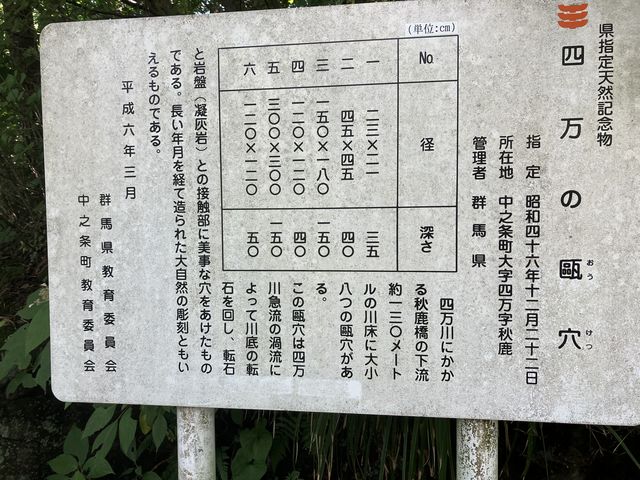 県指定天然記念物
四万の甌穴
おう
けつ
指定 昭和四十六年十二月二十二日
所在地 中之条町大字四万字秋鹿
管理者 群馬県
(単位:cm)
No. 径 深さ
一 二三×二一 三五
二 四五×四五 四〇
三 一五〇×一八〇 一五〇
四 一二〇×一二〇 四〇
五 三〇〇×三〇〇 一五〇
六 一二〇×一二〇 五〇
四万川にかか
る秋鹿橋の下流
約一三〇メート
ルの川床に大小
八つの甌穴があ
る。
この甌穴は四万
川急流の渦流に
よって川底の転
石を回し、転石
と岩盤(凝灰岩)との接触部に美事な穴をあけたもの
である。長い年月を経て造られた大自然の彫刻ともい
えるものである。
平成六年三月
群馬県教育委員会
中之条町教育委員会